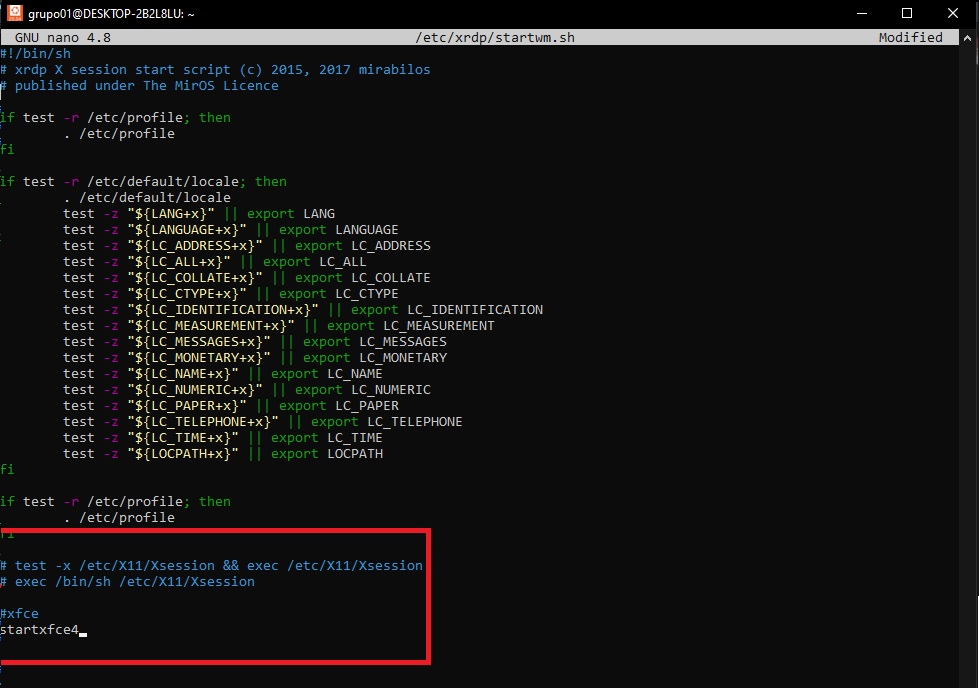 grupo01@DESKTOP-2B2L8LU: ~
GNU nano 4.8 /etc/xrdp/startwm.sh Modified
#!/bin/sh
# xrdp X session start script (c) 2015, 2017 mirabilos
# published under The MirOS Licence
if test -r /etc/profile; then
. /etc/profile
fi
if test -r /etc/default/locale; then
. /etc/default/locale
test -z "${LANG+x}" || export LANG
test -z "${LANGUAGE+x}" || export LANGUAGE
test -z "${LC_ADDRESS+x}" || export LC_ADDRESS
test -z "${LC_ALL+x}" || export LC_ALL
test -z "${LC_COLLATE+x}" || export LC_COLLATE
test -z "${LC_CTYPE+x}" || export LC_CTYPE
test -z "${LC_IDENTIFICATION+x}" || export LC_IDENTIFICATION
test -z "${LC_MEASUREMENT+x}" || export LC_MEASUREMENT
test -z "${LC_MESSAGES+x}" || export LC_MESSAGES
test -z "${LC_MONETARY+x}" || export LC_MONETARY
test -z "${LC_NAME+x}" || export LC_NAME
test -z "${LC_NUMERIC+x}" || export LC_NUMERIC
test -z "${LC_PAPER+x}" || export LC_PAPER
test -z "${LC_TELEPHONE+x}" || export LC_TELEPHONE
test -z "${LC_TIME+x}" || export LC_TIME
test -z "${LOCPATH+x}" || export LOCPATH
fi
if test -r /etc/profile; then
. /etc/profile
fi
# test -x /etc/X11/Xsession && exec /etc/X11/Xsession
# exec /bin/sh /etc/X11/Xsession
#xfce
startxfce4